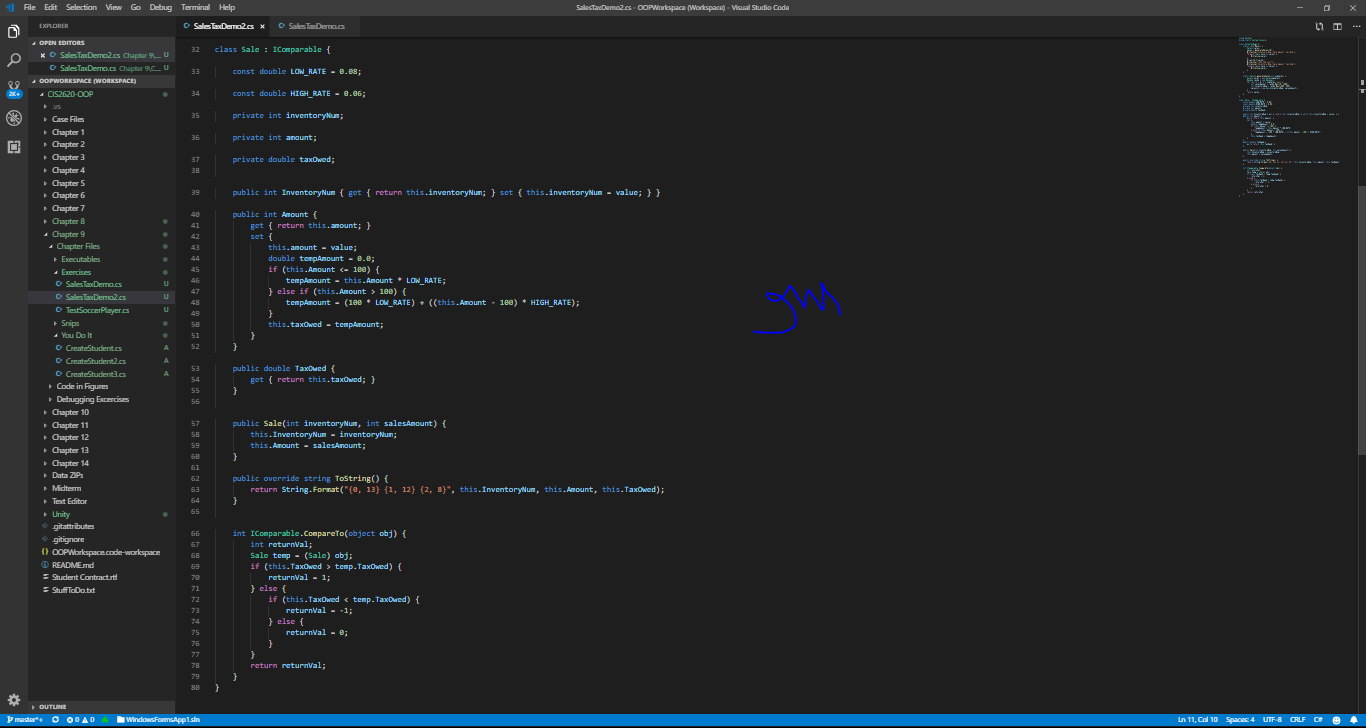 File Edit Selection View Go Debug Terminal Help
SalesTaxDemo2.cs - OOPWorkspace (Workspace) - Visual Studio Code
EXPLORER
OPEN EDITORS
SalesTaxDemo2.cs Chapter 9\,... U
SalesTaxDemo.cs Chapter 9\C... U
OOPWORKSPACE (WORKSPACE)
2K+
CIS2620-OOP
.vs
Case Files
Chapter 1
Chapter 2
Chapter 3
Chapter 4
Chapter 5
Chapter 6
Chapter 7
Chapter 8
Chapter 9
Chapter Files
Executables
Exercises
SalesTaxDemo.cs U
SalesTaxDemo2.cs U
TestSoccerPlayer.cs U
Snips
You Do It
CreateStudent.cs A
CreateStudent2.cs A
CreateStudent3.cs A
Code in Figures
Debugging Excercises
Chapter 10
Chapter 11
Chapter 12
Chapter 13
Chapter 14
Data ZIPs
Midterm
Text Editor
Unity
.gitattributes
.gitignore
OOPWorkspace.code-workspace
README.md
Student Contract.rtf
StuffToDo.txt
OUTLINE
SalesTaxDemo2.cs SalesTaxDemo.cs
32 class Sale : IComparable {
33 const double LOW_RATE = 0.08;
34 const double HIGH_RATE = 0.06;
35 private int inventoryNum;
36 private int amount;
37 private double taxOwed;
38
39 public int InventoryNum { get { return this.inventoryNum; } set { this.inventoryNum = value; } }
40 public int Amount {
41 get { return this.amount; }
42 set {
43 this.amount = value;
44 double tempAmount = 0.0;
45 if (this.Amount <= 100) {
46 tempAmount = this.Amount * LOW_RATE;
47 } else if (this.Amount > 100) {
48 tempAmount = (100 * LOW_RATE) + ((this.Amount - 100) * HIGH_RATE);
49 }
50 this.taxOwed = tempAmount;
51 }
52 }
53 public double TaxOwed {
54 get { return this.taxOwed; }
55 }
56
57 public Sale(int inventoryNum, int salesAmount) {
58 this.InventoryNum = inventoryNum;
59 this.Amount = salesAmount;
60 }
61
62 public override string ToString() {
63 return String.Format("{0, 13} {1, 12} {2, 8}", this.InventoryNum, this.Amount, this.TaxOwed);
64 }
65
66 int IComparable.CompareTo(object obj) {
67 int returnVal;
68 Sale temp = (Sale) obj;
69 if (this.TaxOwed > temp.TaxOwed) {
70 returnVal = 1;
71 } else {
72 if (this.TaxOwed < temp.TaxOwed) {
73 returnVal = -1;
74 } else {
75 returnVal = 0;
76 }
77 }
78 return returnVal;
79 }
80 }
master*+ 0 0 WindowsFormsApp1.sln Ln 11, Col 10 Spaces: 4 UTF-8 CRLF C#